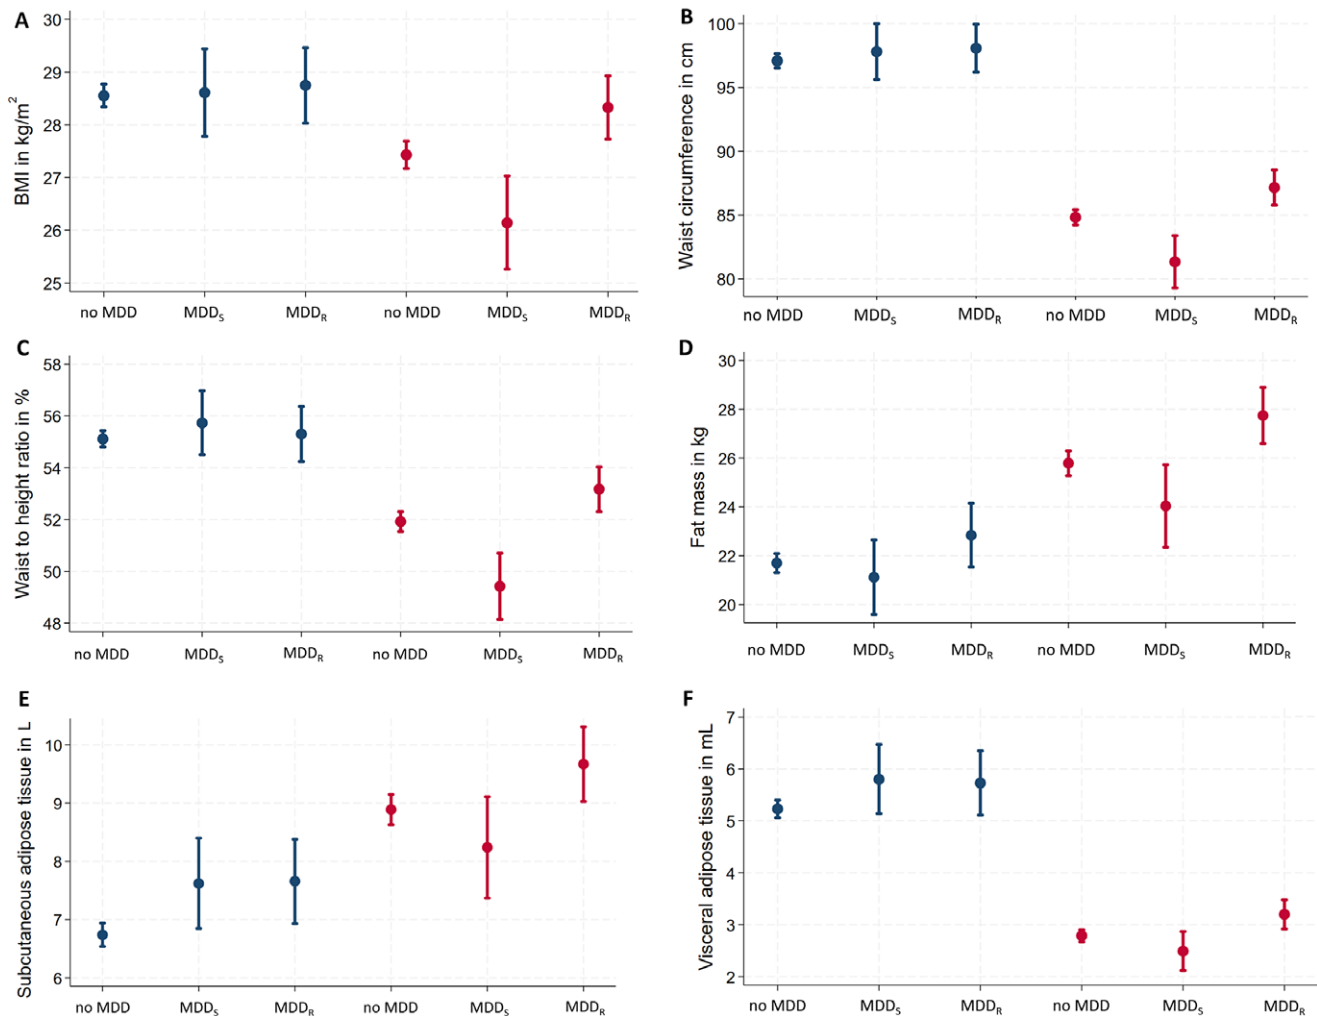 A
BMI in kg/m²
30
29
28
27
26
25
no MDD MDDS MDDR no MDD MDDS MDDR
B
Waist circumference in cm
100
95
90
85
80
no MDD MDDS MDDR no MDD MDDS MDDR
C
Waist to height ratio in %
58
56
54
52
50
48
no MDD MDDS MDDR no MDD MDDS MDDR
D
Fat mass in kg
30
28
26
24
22
20
no MDD MDDS MDDR no MDD MDDS MDDR
E
Subcutaneous adipose tissue in L
10
9
8
7
6
no MDD MDDS MDDR no MDD MDDS MDDR
F
Visceral adipose tissue in mL
7
6
5
4
3
2
no MDD MDDS MDDR no MDD MDDS MDDR